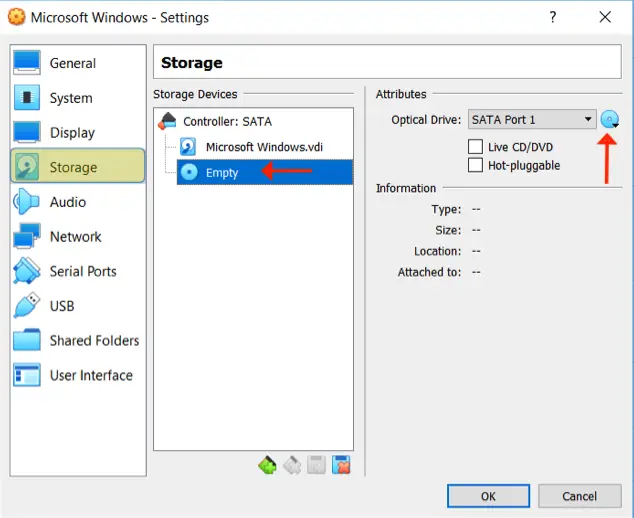 Microsoft Windows - Settings
?
General
System
Display
Storage
Audio
Network
Serial Ports
USB
Shared Folders
User Interface
Storage
Storage Devices
Controller: SATA
Microsoft Windows.vdi
Empty
Attributes
Optical Drive: SATA Port 1
Live CD/DVD
Hot-pluggable
Information
Type: --
Size: --
Location: --
Attached to: --
OK
Cancel